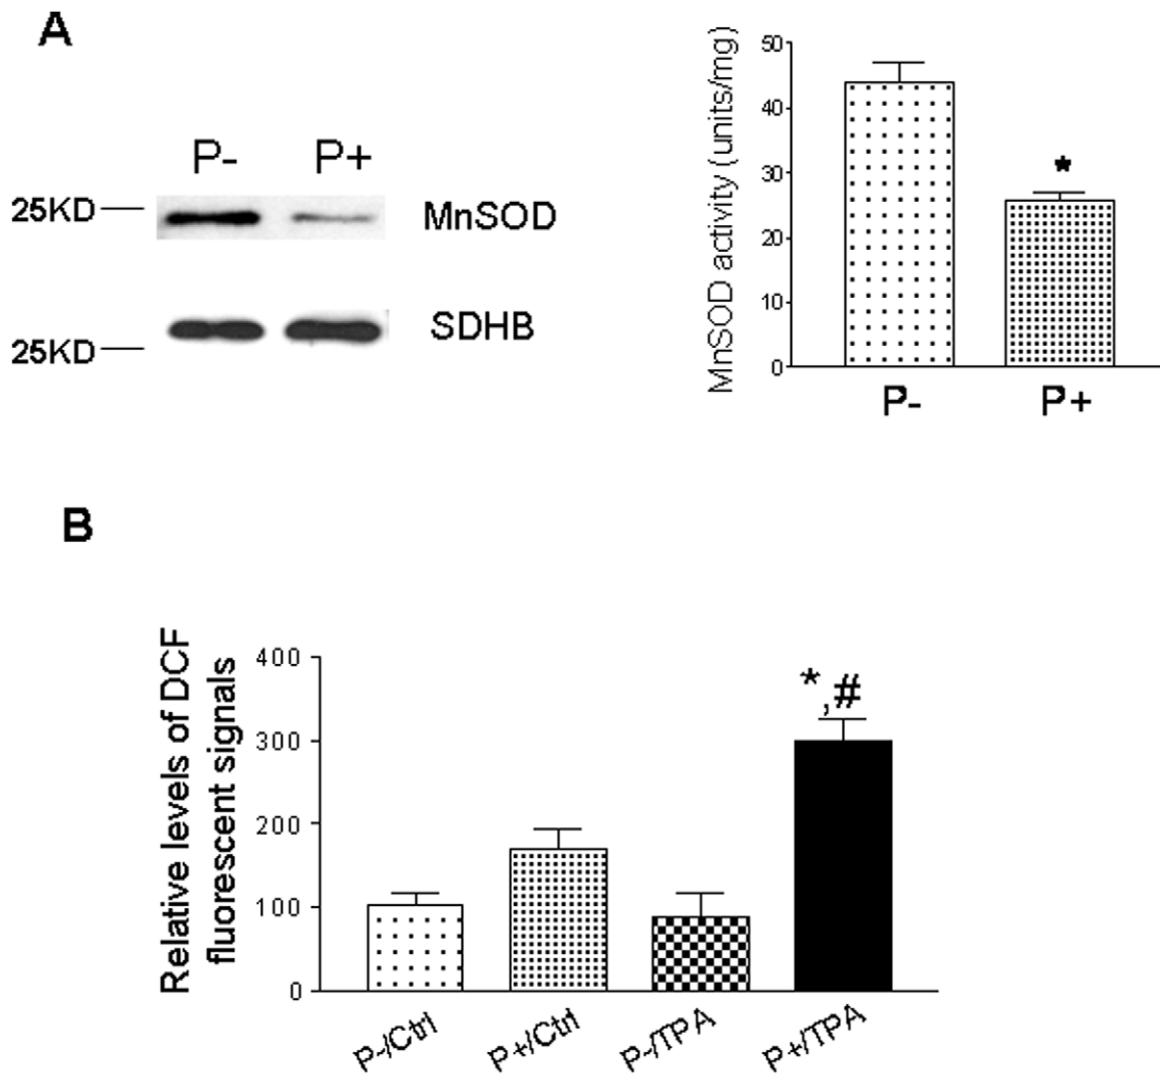 A
P- P+
25KD MnSOD
25KD SDHB
MnSOD activity (units/mg)
50
40
30
20
10
0
*
P- P+
B
Relative levels of DCF
fluorescent signals
400
300
200
100
0
*,#
P-/Ctrl P+/Ctrl P-/TPA P+/TPA